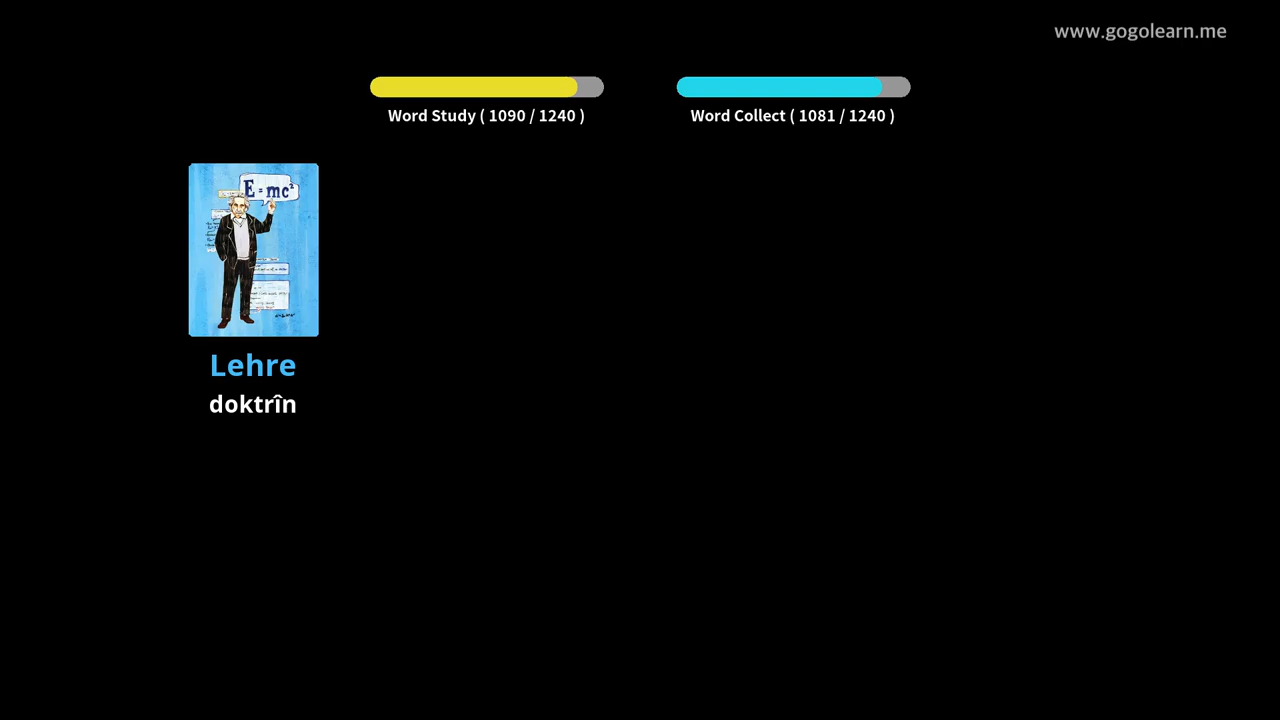 www.gogolearn.me
Word Study ( 1090 / 1240 )
Word Collect ( 1081 / 1240 )
E = mc²
Lehre
doktrîn